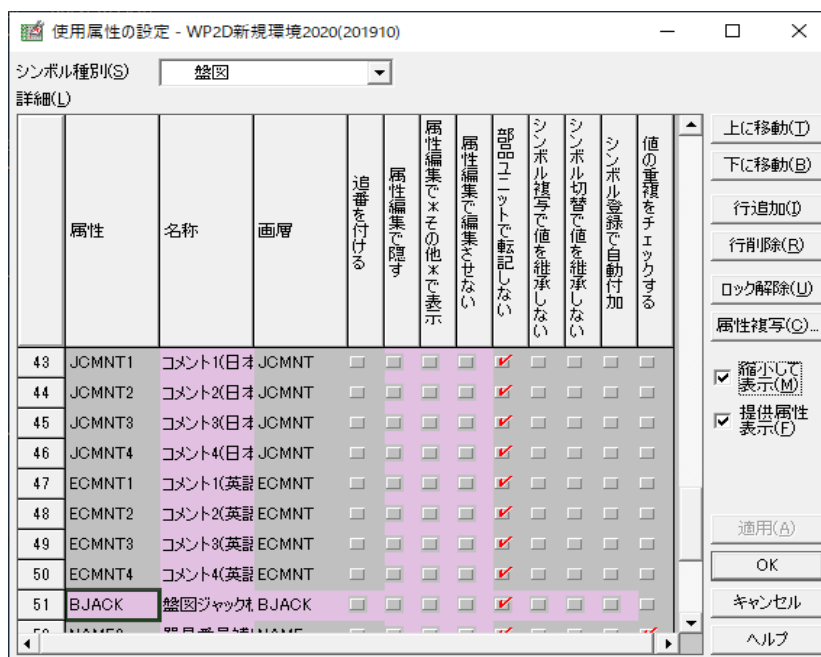 使用属性の設定 - WP2D新規環境2020(201910)
シンボル種別(S) 盤図
詳細(L)
属性 名称 画層 追番を付ける 属性編集で隠す 属性編集で*その他*で表示 属性編集で編集させない 部品ユニットで転記しない シンボル複写で値を継承しない シンボル切替で値を継承しない シンボル登録で自動付加 値の重複をチェックする
43 JCMNT1 コメント1(日本 JCMNT
44 JCMNT2 コメント2(日本 JCMNT
45 JCMNT3 コメント3(日本 JCMNT
46 JCMNT4 コメント4(日本 JCMNT
47 ECMNT1 コメント1(英語 ECMNT
48 ECMNT2 コメント2(英語 ECMNT
49 ECMNT3 コメント3(英語 ECMNT
50 ECMNT4 コメント4(英語 ECMNT
51 BJACK 盤図ジャック BJACK
上に移動(T)
下に移動(B)
行追加(I)
行削除(R)
ロック解除(U)
属性複写(C)...
縮小して
表示(M)
提供属性
表示(F)
適用(A)
OK
キャンセル
ヘルプ